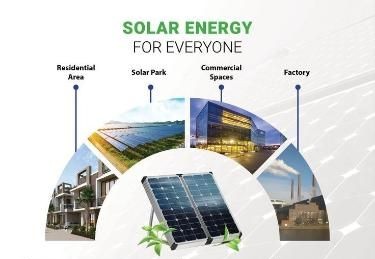 SOLAR ENERGY
FOR EVERYONE
Residential
Area
Solar Park
Commercial
Spaces
Factory